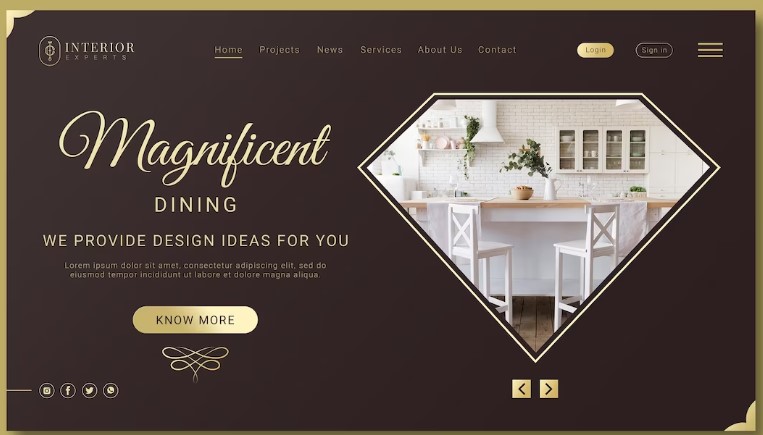 INTERIOR
EXPERTS
Home Projects News Services About Us Contact
Login Sign in
Magnificent
DINING
WE PROVIDE DESIGN IDEAS FOR YOU
Lorem ipsum dolor sit amet, consectetur adipiscing elit, sed do
eiusmod tempor incididunt ut labore et dolore magna aliqua.
KNOW MORE